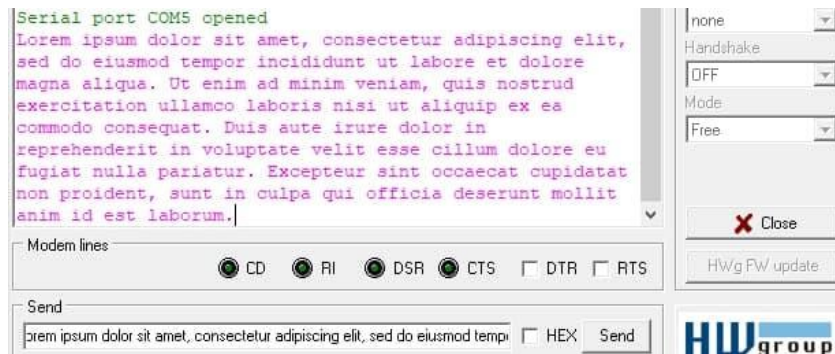 Serial port COM5 opened
Lorem ipsum dolor sit amet, consectetur adipiscing elit,
sed do eiusmod tempor incididunt ut labore et dolore
magna aliqua. Ut enim ad minim veniam, quis nostrud
exercitation ullamco laboris nisi ut aliquip ex ea
commodo consequat. Duis aute irure dolor in
reprehenderit in voluptate velit esse cillum dolore eu
fugiat nulla pariatur. Excepteur sint occaecat cupidatat
non proident, sunt in culpa qui officia deserunt mollit
anim id est laborum.
none
Handshake
OFF
Mode
Free
Close
HWg FW update
Modem lines
CD RI DSR CTS DTR RTS
Send
orem ipsum dolor sit amet, consectetur adipiscing elit, sed do eiusmod temp
HEX Send
HW group